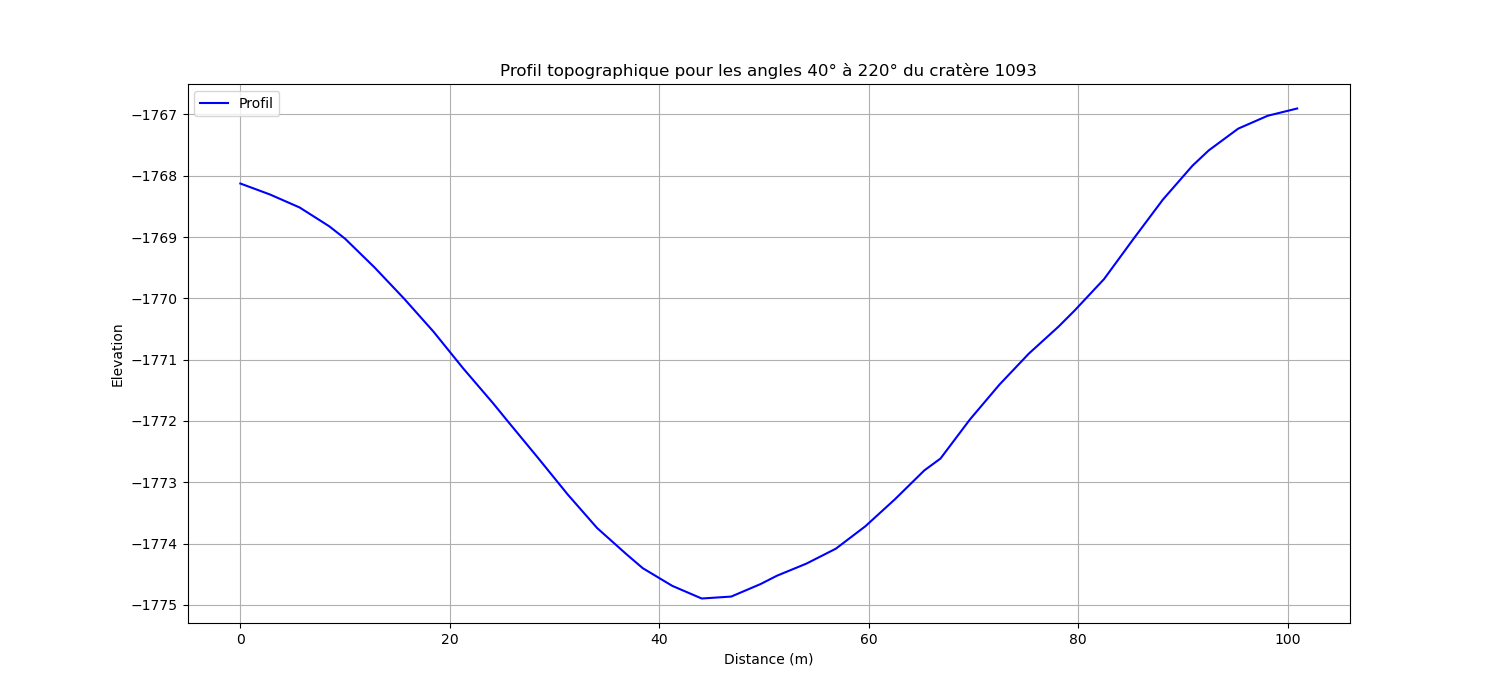 Profil topographique pour les angles 40° à 220° du cratère 1093
Profil
−1767
−1768
−1769
−1770
−1771
−1772
−1773
−1774
−1775
Elevation
0 20 40 60 80 100
Distance (m)